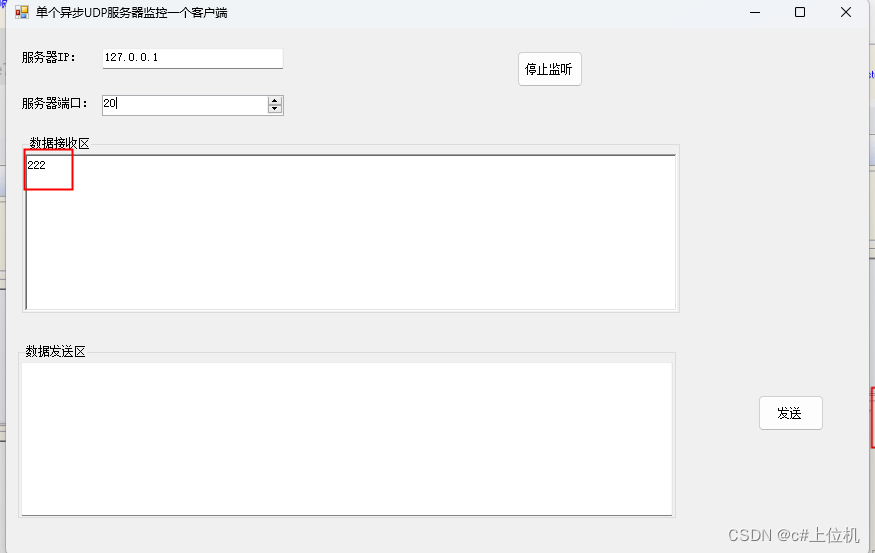 单个异步UDP服务器监控一个客户端
服务器IP： 127.0.0.1
停止监听
服务器端口： 20
数据接收区
222
数据发送区
发送
CSDN @c#上位机